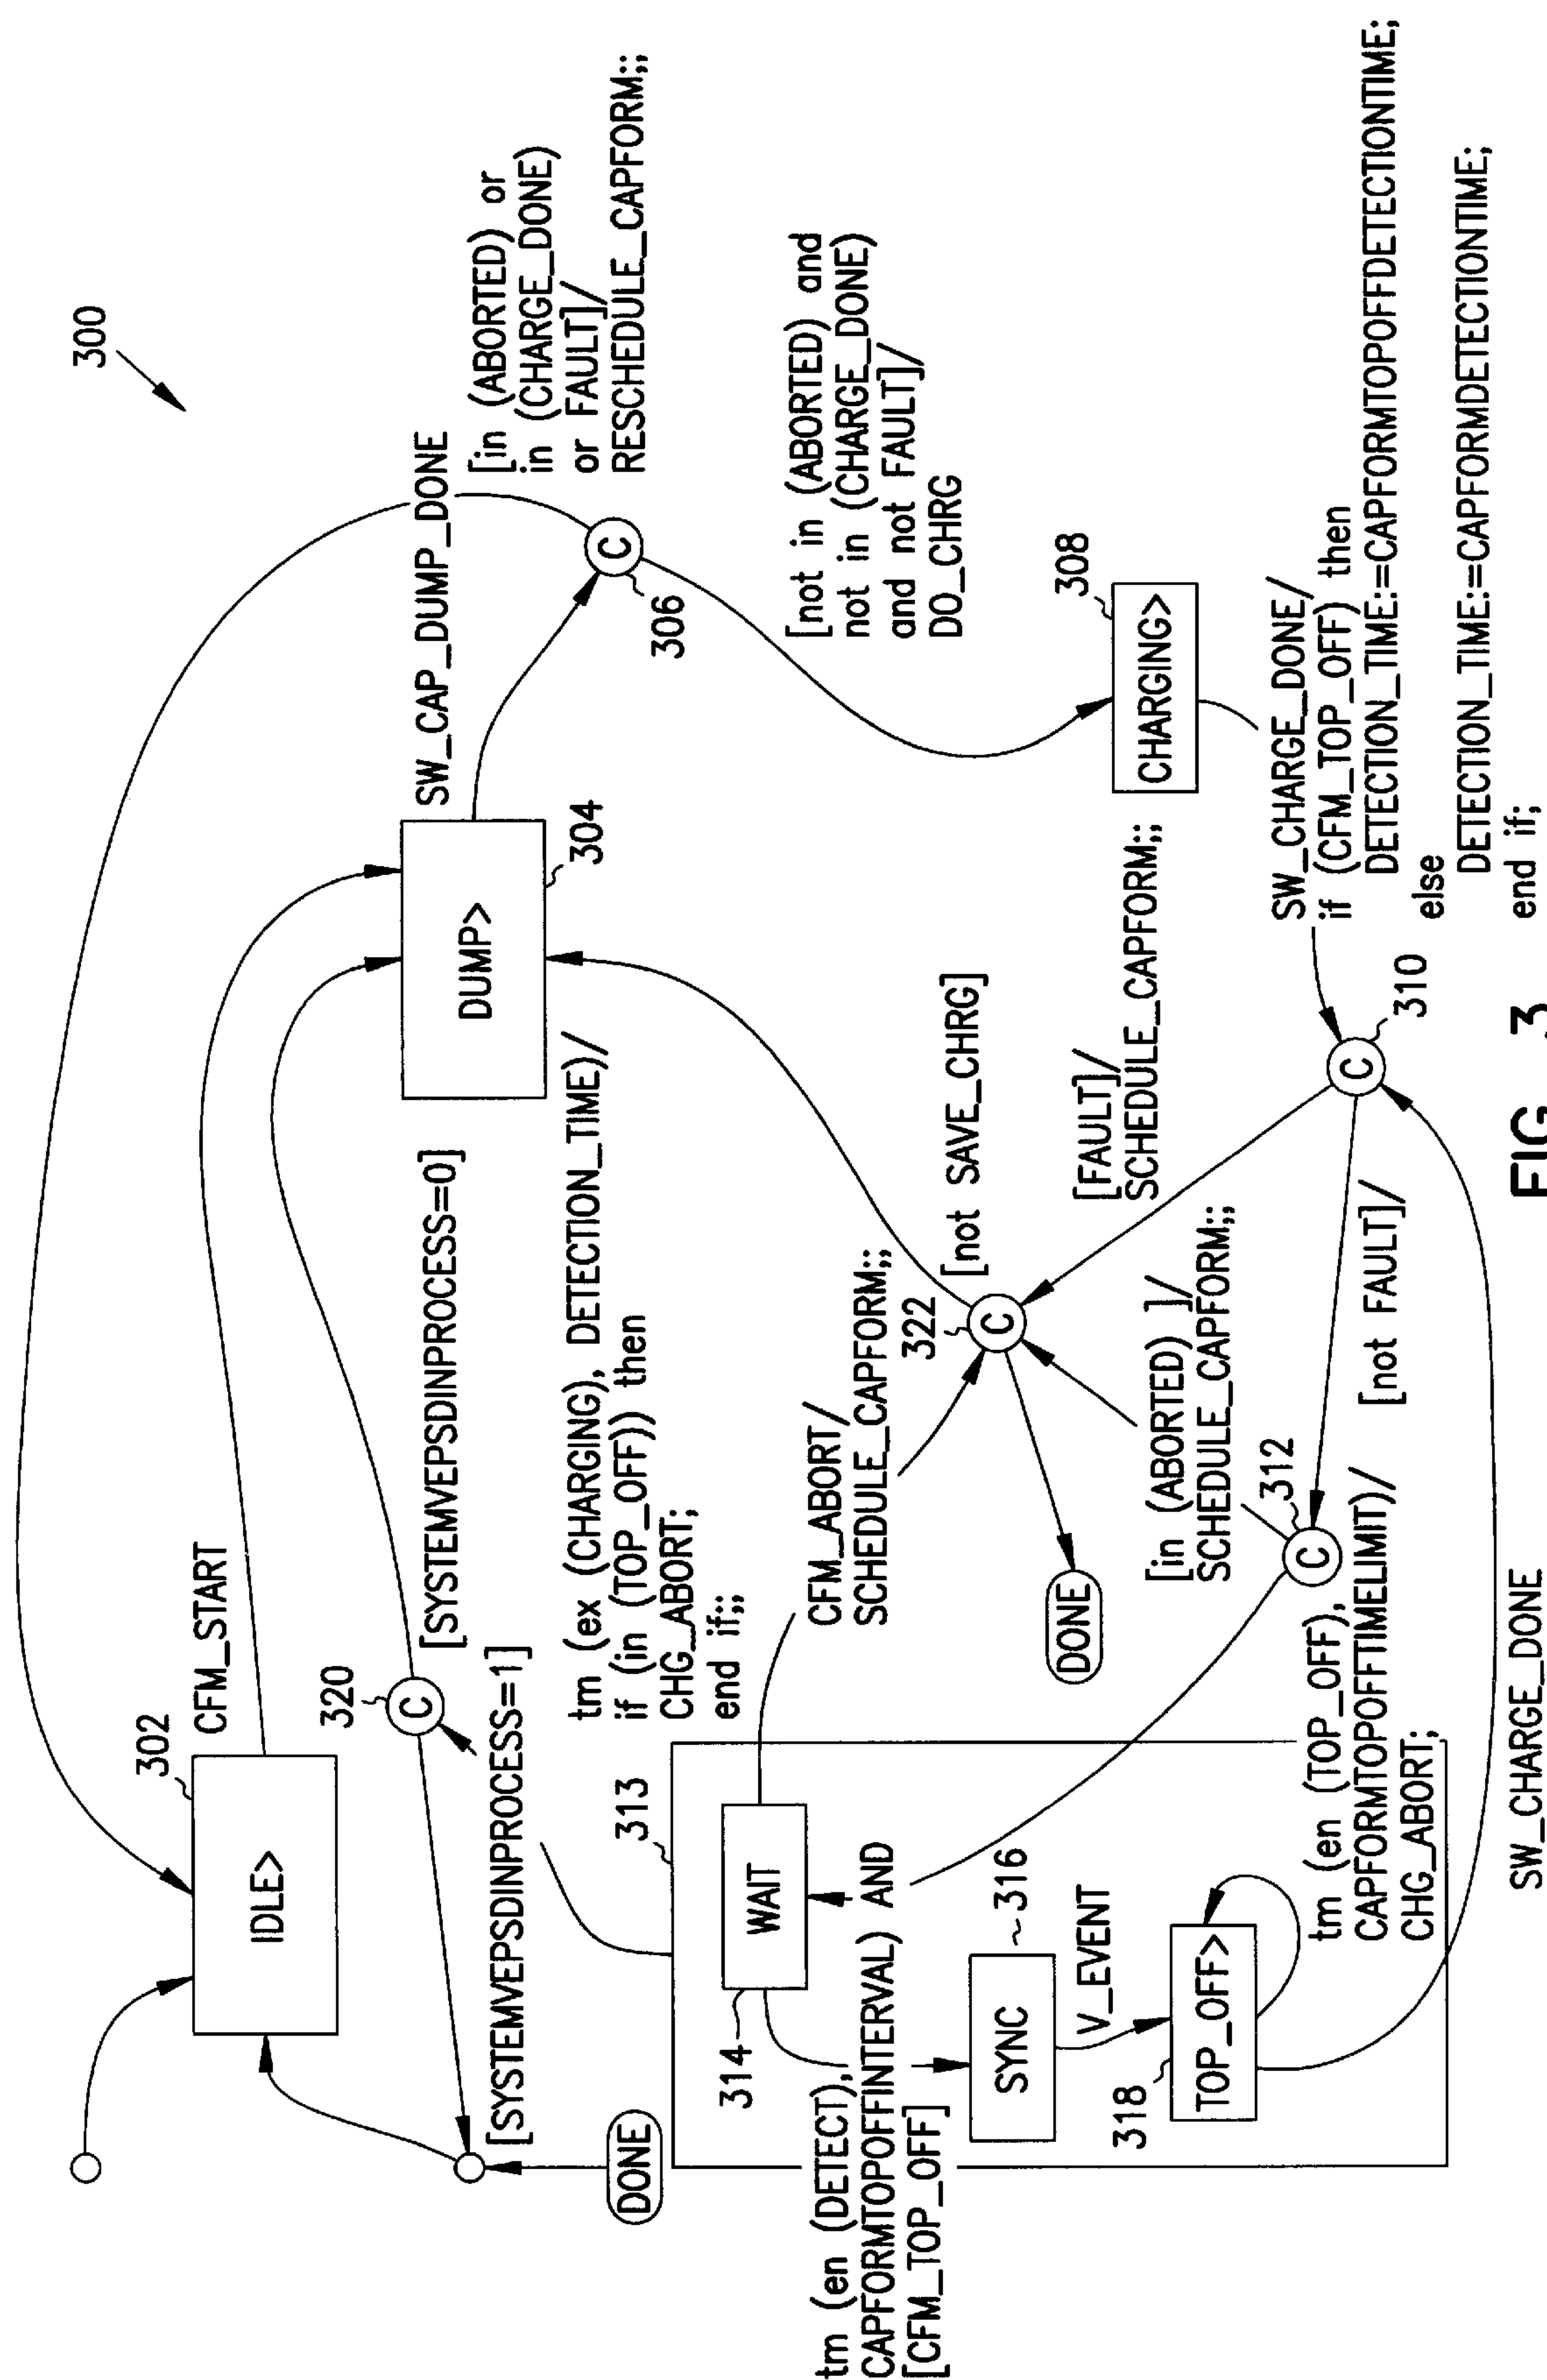 300
302
IDLE>
CFM_START
320
C
[SYSTEMVEPSDINPROCESS=0]
[SYSTEMVEPSDINPROCESS=1]
DONE
DUMP>
304
SW_CAP_DUMP_DONE
C
306
[in (ABORTED) or
in (CHARGE_DONE)
or FAULT]/
RESCHEDULE_CAPFORM;;
[not in (ABORTED) and
not in (CHARGE_DONE)
and not FAULT]/
DO_CHRG
308
CHARGING>
SW_CHARGE_DONE/
if (CFM_TOP_OFF) then
DETECTION_TIME:=CAPFORMTOPOFFDETECTIONTIME;
else
DETECTION_TIME:=CAPFORMDETECTIONTIME;
end if;
tm (ex (CHARGING), DETECTION_TIME)/
if (in (TOP_OFF)) then
CHG_ABORT;
end if;;
313
WAIT
314
CFM_ABORT/
SCHEDULE_CAPFORM;;
322
C
[not SAVE_CHRG]
DONE
[FAULT]/
SCHEDULE_CAPFORM;;
C
310
[in (ABORTED) ]/
SCHEDULE_CAPFORM;;
312
C
[not FAULT]/
tm (en (DETECT),
CAPFORMTOPOFFINTERVAL) AND
[CFM_TOP_OFF]
SYNC
316
V_EVENT
318
TOP_OFF>
tm (en (TOP_OFF),
CAPFORMTOPOFFTIMELIMIT)/
CHG_ABORT;
SW_CHARGE_DONE
FIG. 3